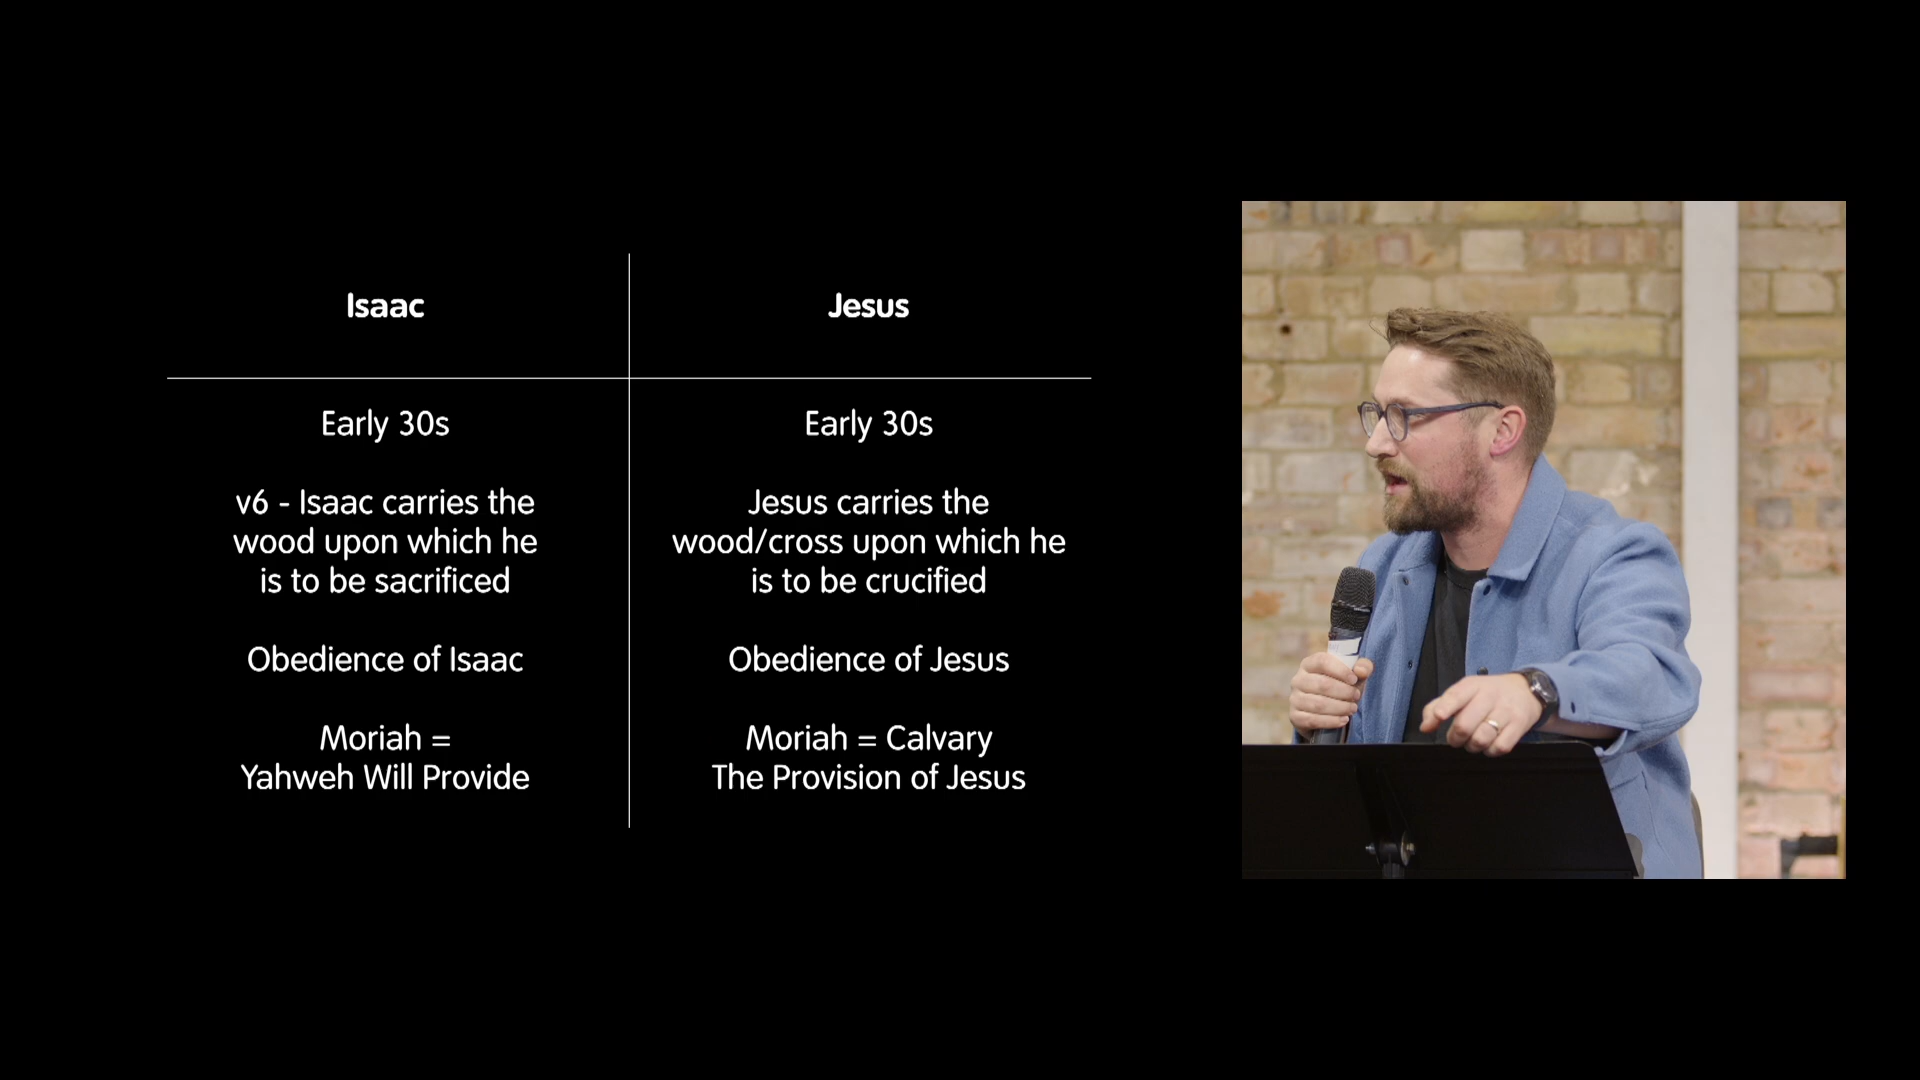 Isaac
Jesus
Early 30s
Early 30s
v6 - Isaac carries the
wood upon which he
is to be sacrificed
Jesus carries the
wood/cross upon which he
is to be crucified
Obedience of Isaac
Obedience of Jesus
Moriah =
Yahweh Will Provide
Moriah = Calvary
The Provision of Jesus